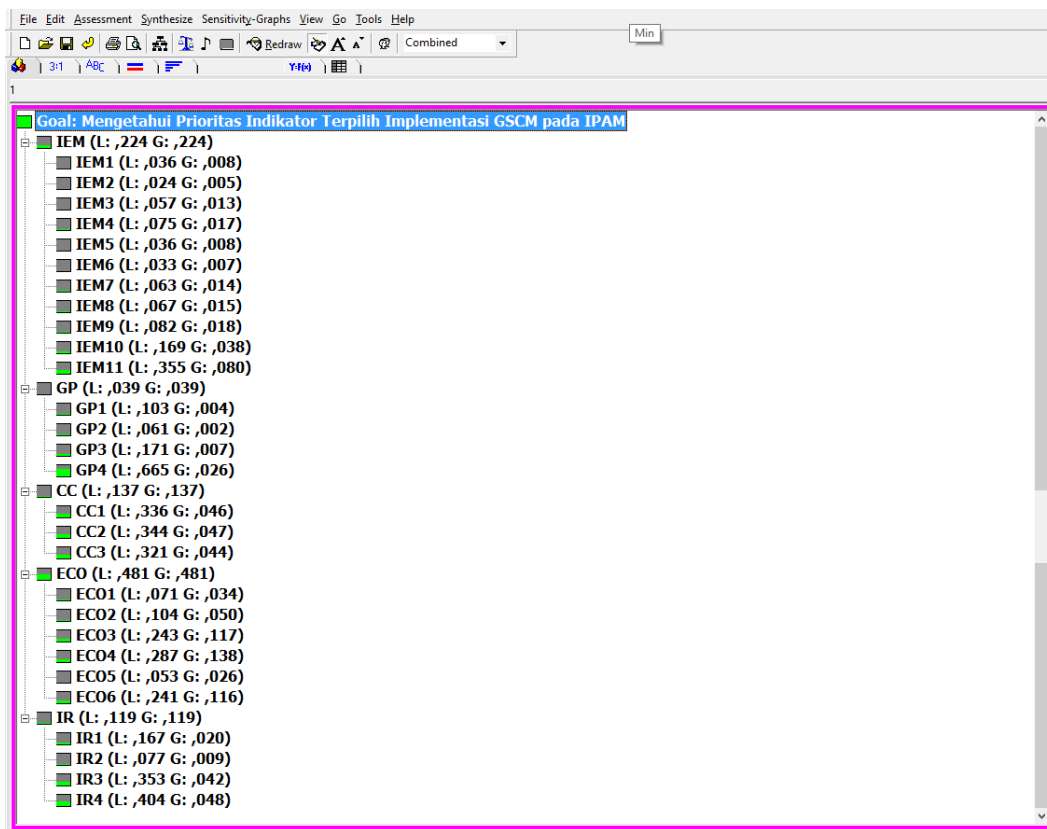 File Edit Assessment Synthesize Sensitivity-Graphs View Go Tools Help
Min
Redraw A A Combined
3:1 ABC Y:F(x)
1
Goal: Mengetahui Prioritas Indikator Terpilih Implementasi GSCM pada IPAM
IEM (L: ,224 G: ,224)
IEM1 (L: ,036 G: ,008)
IEM2 (L: ,024 G: ,005)
IEM3 (L: ,057 G: ,013)
IEM4 (L: ,075 G: ,017)
IEM5 (L: ,036 G: ,008)
IEM6 (L: ,033 G: ,007)
IEM7 (L: ,063 G: ,014)
IEM8 (L: ,067 G: ,015)
IEM9 (L: ,082 G: ,018)
IEM10 (L: ,169 G: ,038)
IEM11 (L: ,355 G: ,080)
GP (L: ,039 G: ,039)
GP1 (L: ,103 G: ,004)
GP2 (L: ,061 G: ,002)
GP3 (L: ,171 G: ,007)
GP4 (L: ,665 G: ,026)
CC (L: ,137 G: ,137)
CC1 (L: ,336 G: ,046)
CC2 (L: ,344 G: ,047)
CC3 (L: ,321 G: ,044)
ECO (L: ,481 G: ,481)
ECO1 (L: ,071 G: ,034)
ECO2 (L: ,104 G: ,050)
ECO3 (L: ,243 G: ,117)
ECO4 (L: ,287 G: ,138)
ECO5 (L: ,053 G: ,026)
ECO6 (L: ,241 G: ,116)
IR (L: ,119 G: ,119)
IR1 (L: ,167 G: ,020)
IR2 (L: ,077 G: ,009)
IR3 (L: ,353 G: ,042)
IR4 (L: ,404 G: ,048)